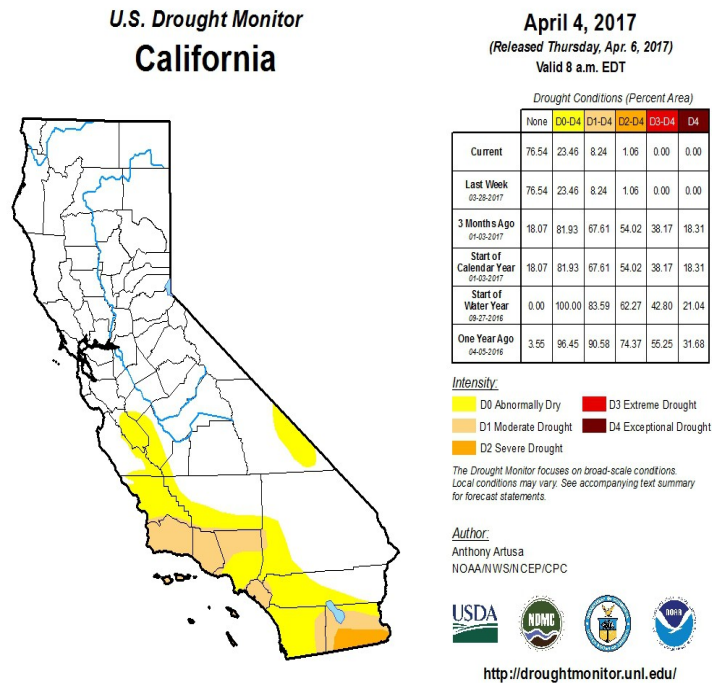 U.S. Drought Monitor
California
April 4, 2017
(Released Thursday, Apr. 6, 2017)
Valid 8 a.m. EDT
Drought Conditions (Percent Area)
None D0-D4 D1-D4 D2-D4 D3-D4 D4
Current 76.54 23.46 8.24 1.06 0.00 0.00
Last Week
03-28-2017
76.54 23.46 8.24 1.06 0.00 0.00
3 Months Ago
01-03-2017
18.07 81.93 67.61 54.02 38.17 18.31
Start of
Calendar Year
01-03-2017
18.07 81.93 67.61 54.02 38.17 18.31
Start of
Water Year
09-27-2016
0.00 100.00 83.59 62.27 42.80 21.04
One Year Ago
04-05-2016
3.55 96.45 90.58 74.37 55.25 31.68
Intensity:
D0 Abnormally Dry
D1 Moderate Drought
D2 Severe Drought
D3 Extreme Drought
D4 Exceptional Drought
The Drought Monitor focuses on broad-scale conditions.
Local conditions may vary. See accompanying text summary
for forecast statements.
Author:
Anthony Artusa
NOAA/NWS/NCEP/CPC
USDA
NDMC
NOAA
http://droughtmonitor.unl.edu/